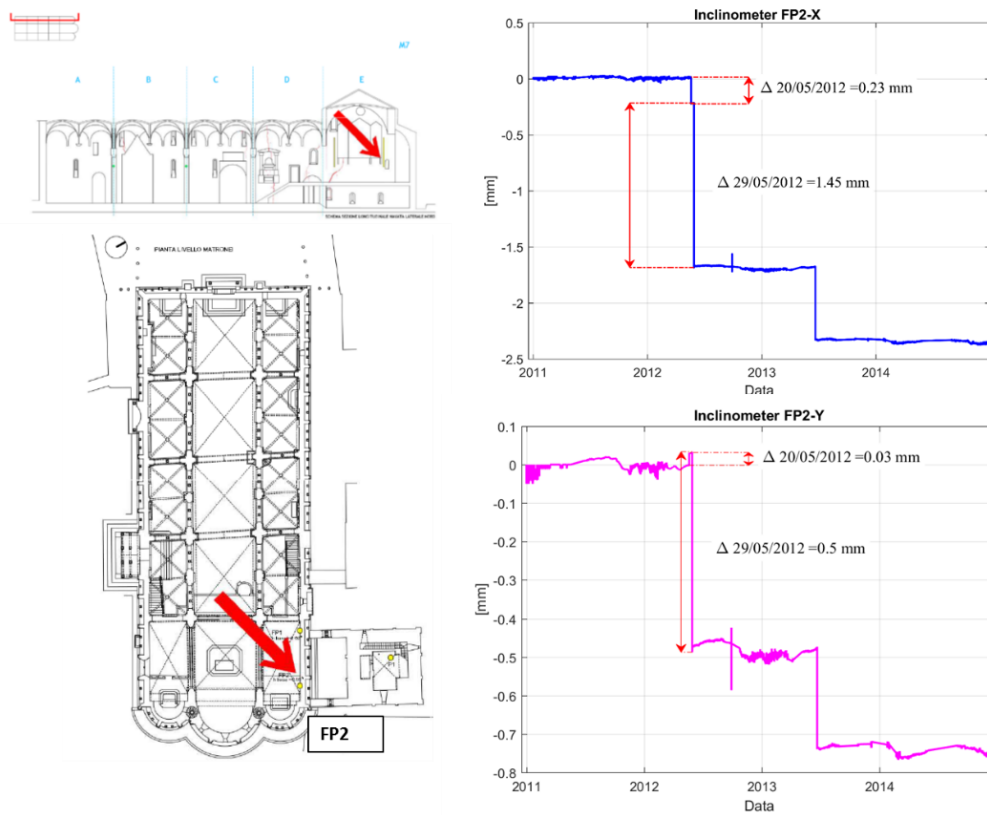 M7
A B C D E
PIANTA LIVELLO MATRONEI
FP1
FP2
Inclinometer FP2-X
0.5
0
-0.5
-1
-1.5
-2
-2.5
[mm]
Δ 20/05/2012 =0.23 mm
Δ 29/05/2012 =1.45 mm
2011 2012 2013 2014
Data
Inclinometer FP2-Y
0.1
0
-0.1
-0.2
-0.3
-0.4
-0.5
-0.6
-0.7
-0.8
[mm]
Δ 20/05/2012 =0.03 mm
Δ 29/05/2012 =0.5 mm
2011 2012 2013 2014
Data